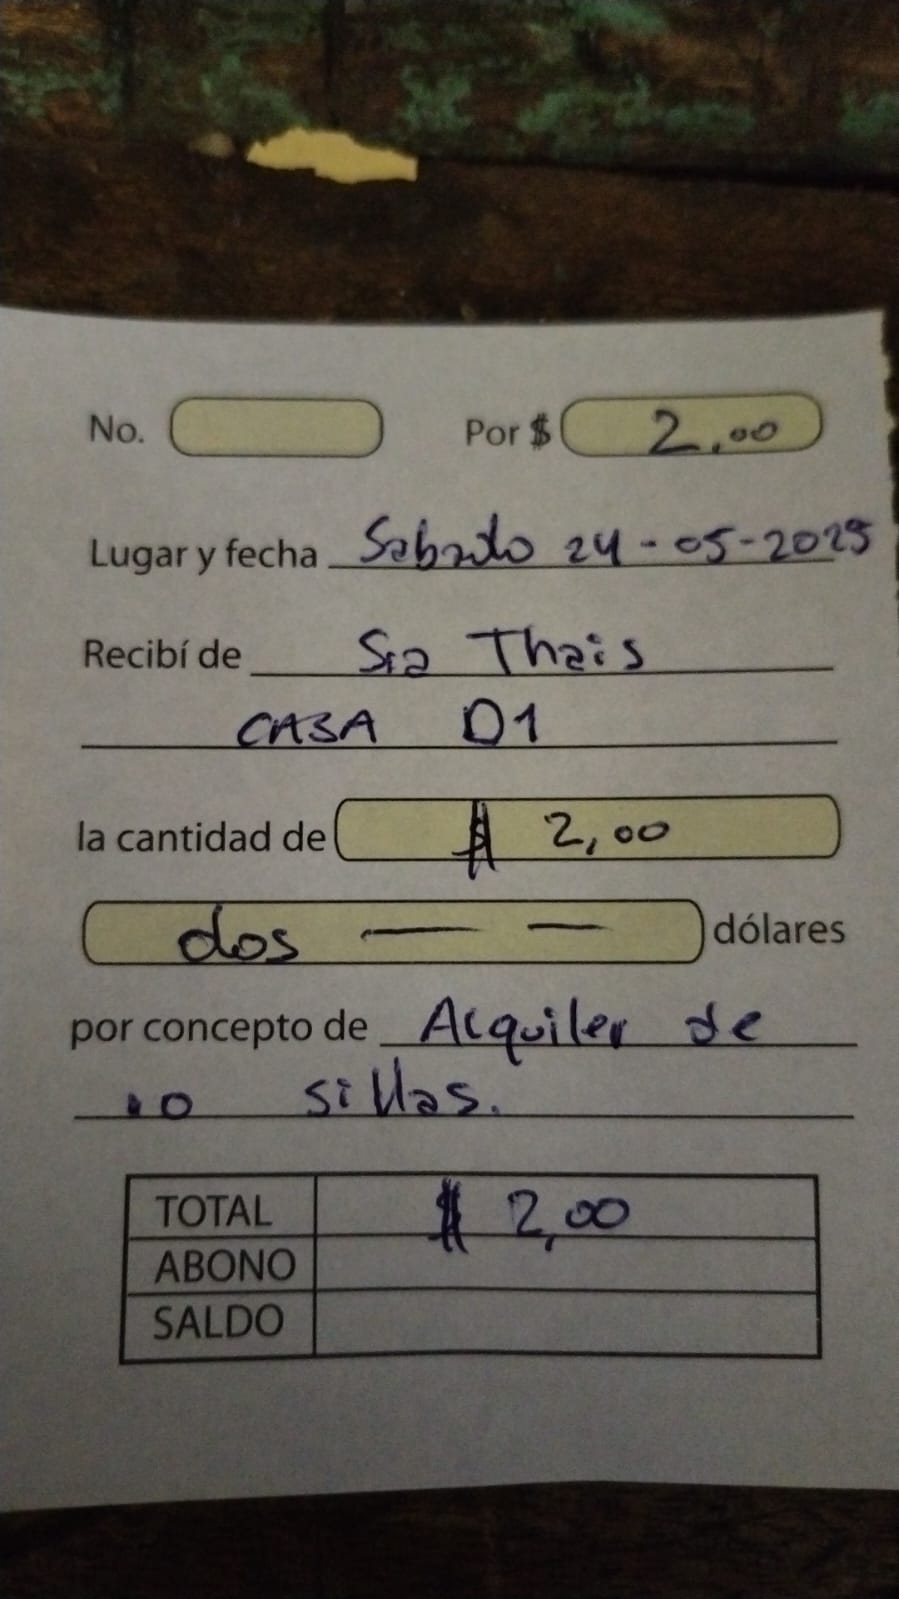 No. Por $ 2.00
Lugar y fecha Sabado 24-05-2025
Recibí de Sra Thais
CASA D1
la cantidad de $ 2,00
dos dólares
por concepto de Alquiler de
10 sillas.
TOTAL $ 2,00
ABONO
SALDO